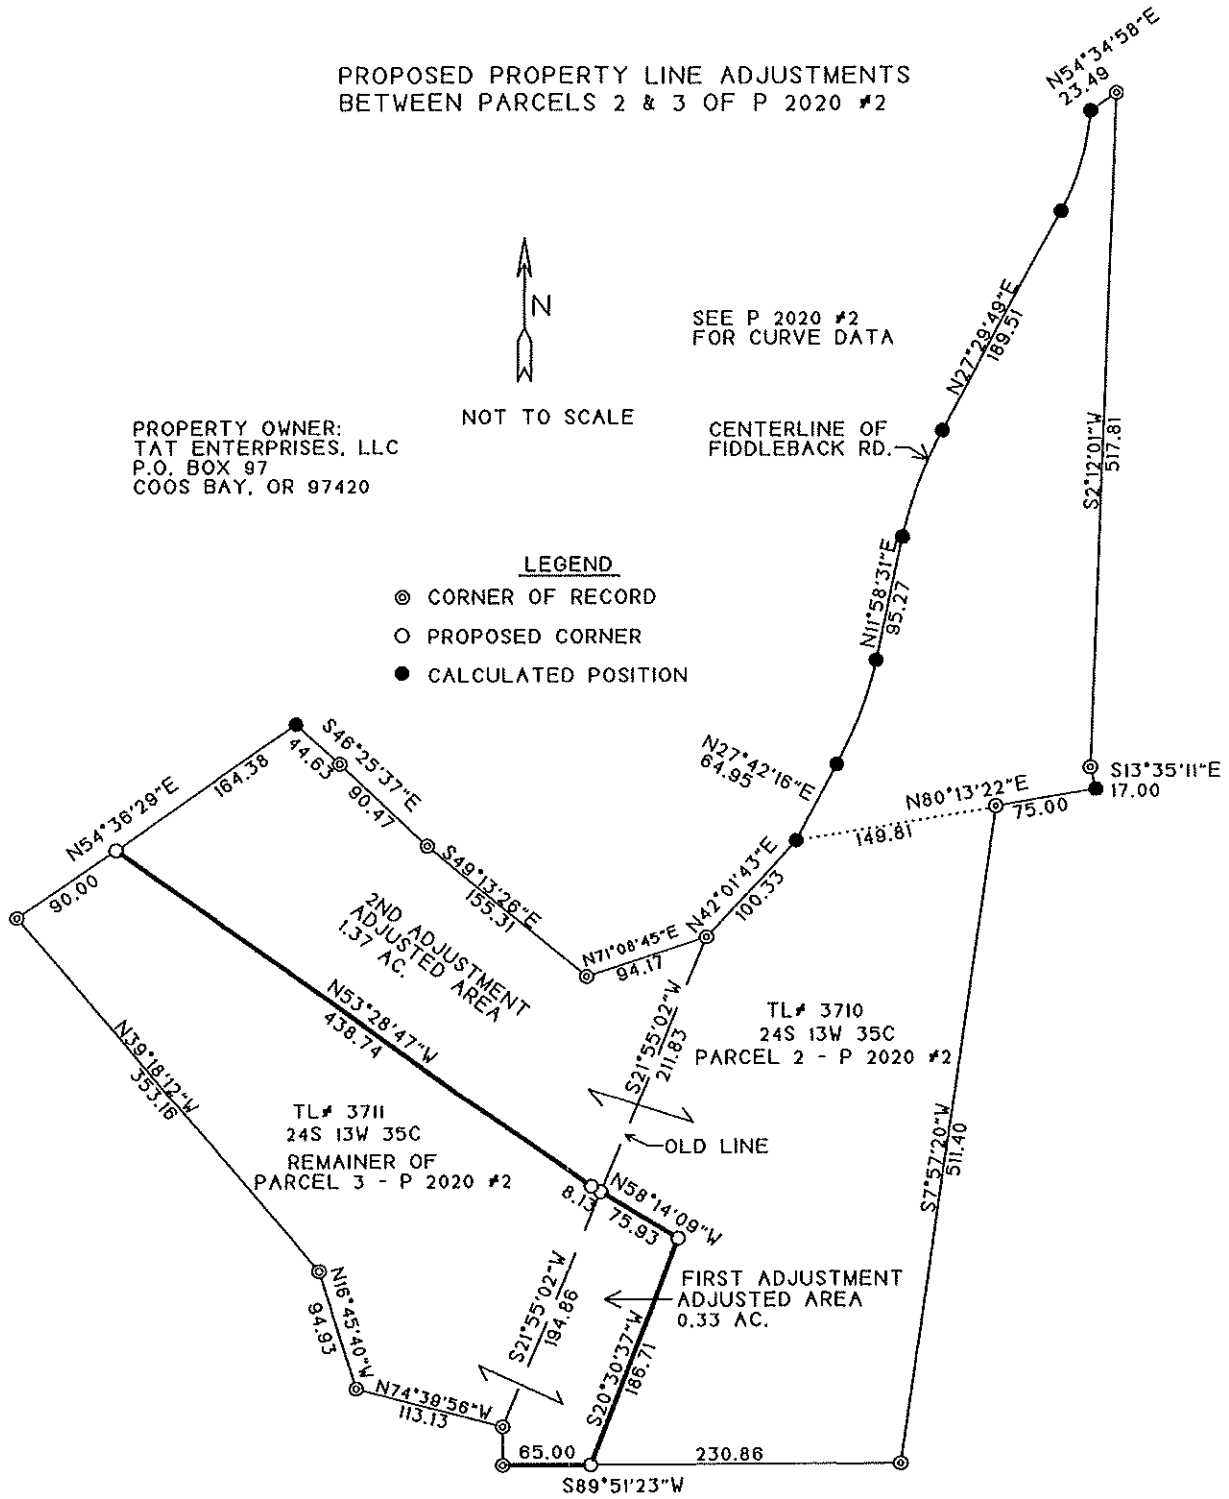 PROPOSED PROPERTY LINE ADJUSTMENTS
BETWEEN PARCELS 2 & 3 OF P 2020 #2
N54°34'58"E
23.49
N
NOT TO SCALE
SEE P 2020 #2
FOR CURVE DATA
N27°29'49"E
189.51
PROPERTY OWNER:
TAT ENTERPRISES, LLC
P.O. BOX 97
COOS BAY, OR 97420
CENTERLINE OF
FIDDLEBACK RD.
S2°12'01"W
517.81
LEGEND
CORNER OF RECORD
PROPOSED CORNER
CALCULATED POSITION
N11°58'31"E
95.27
N27°42'16"E
64.95
S13°35'11"E
17.00
N80°13'22"E
75.00
149.81
S46°25'37"E
44.63
90.47
N54°36'29"E
164.38
90.00
S49°13'26"E
155.31
N42°01'43"E
100.33
N71°08'45"E
94.17
2ND ADJUSTMENT
ADJUSTED AREA
1.37 AC.
N53°28'47"W
438.74
S21°55'02"W
211.83
TL# 3710
24S 13W 35C
PARCEL 2 - P 2020 #2
N39°18'12"W
353.16
TL# 3711
24S 13W 35C
REMAINER OF
PARCEL 3 - P 2020 #2
OLD LINE
S7°57'20"W
511.40
N58°14'09"W
8.13
75.93
FIRST ADJUSTMENT
ADJUSTED AREA
0.33 AC.
S21°55'02"W
194.86
S20°30'37"W
186.71
N16°45'40"W
94.93
N74°39'56"W
113.13
65.00
230.86
S89°51'23"W